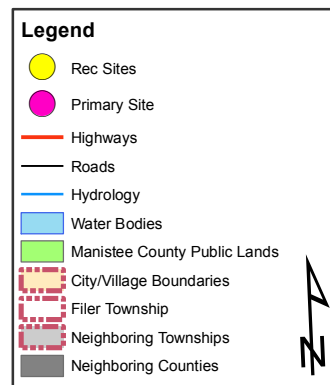 Legend
Rec Sites
Primary Site
Highways
Roads
Hydrology
Water Bodies
Manistee County Public Lands
City/Village Boundaries
Filer Township
Neighboring Townships
Neighboring Counties
N